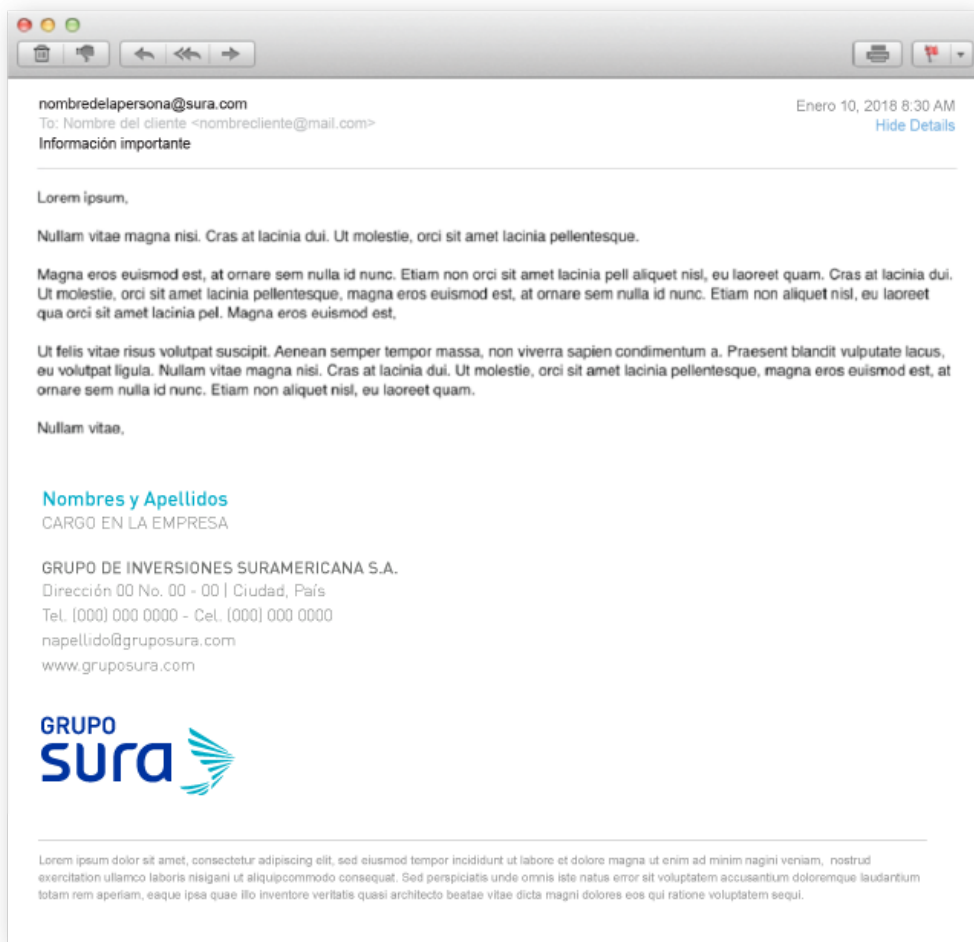 nombredelapersona@sura.com
Enero 10, 2018 8:30 AM
To: Nombre del cliente <nombrecliente@mail.com>
Hide Details
Información importante
Lorem ipsum,
Nullam vitae magna nisi. Cras at lacinia dui. Ut molestie, orci sit amet lacinia pellentesque.
Magna eros euismod est, at ornare sem nulla id nunc. Etiam non orci sit amet lacinia pell aliquet nisl, eu laoreet quam. Cras at lacinia dui.
Ut molestie, orci sit amet lacinia pellentesque, magna eros euismod est, at ornare sem nulla id nunc. Etiam non aliquet nisl, eu laoreet
qua orci sit amet lacinia pel. Magna eros euismod est,
Ut felis vitae risus volutpat suscipit. Aenean semper tempor massa, non viverra sapien condimentum a. Praesent blandit vulputate lacus,
eu volutpat ligula. Nullam vitae magna nisi. Cras at lacinia dui. Ut molestie, orci sit amet lacinia pellentesque, magna eros euismod est, at
ornare sem nulla id nunc. Etiam non aliquet nisl, eu laoreet quam.
Nullam vitae,
Nombres y Apellidos
CARGO EN LA EMPRESA
GRUPO DE INVERSIONES SURAMERICANA S.A.
Dirección 00 No. 00 - 00 | Ciudad, País
Tel. (000) 000 0000 - Cel. (000) 000 0000
napellido@gruposura.com
www.gruposura.com
GRUPO
sura
Lorem ipsum dolor sit amet, consectetur adipiscing elit, sed eiusmod tempor incididunt ut labore et dolore magna ut enim ad minim nagini veniam, nostrud
exercitation ullamco laboris nisigani ut aliquipcommodo consequat. Sed perspiciatis unde omnis iste natus error sit voluptatem accusantium doloremque laudantium
totam rem aperiam, eaque ipsa quae illo inventore veritatis quasi architecto beatae vitae dicta magni dolores eos qui ratione voluptatem sequi.